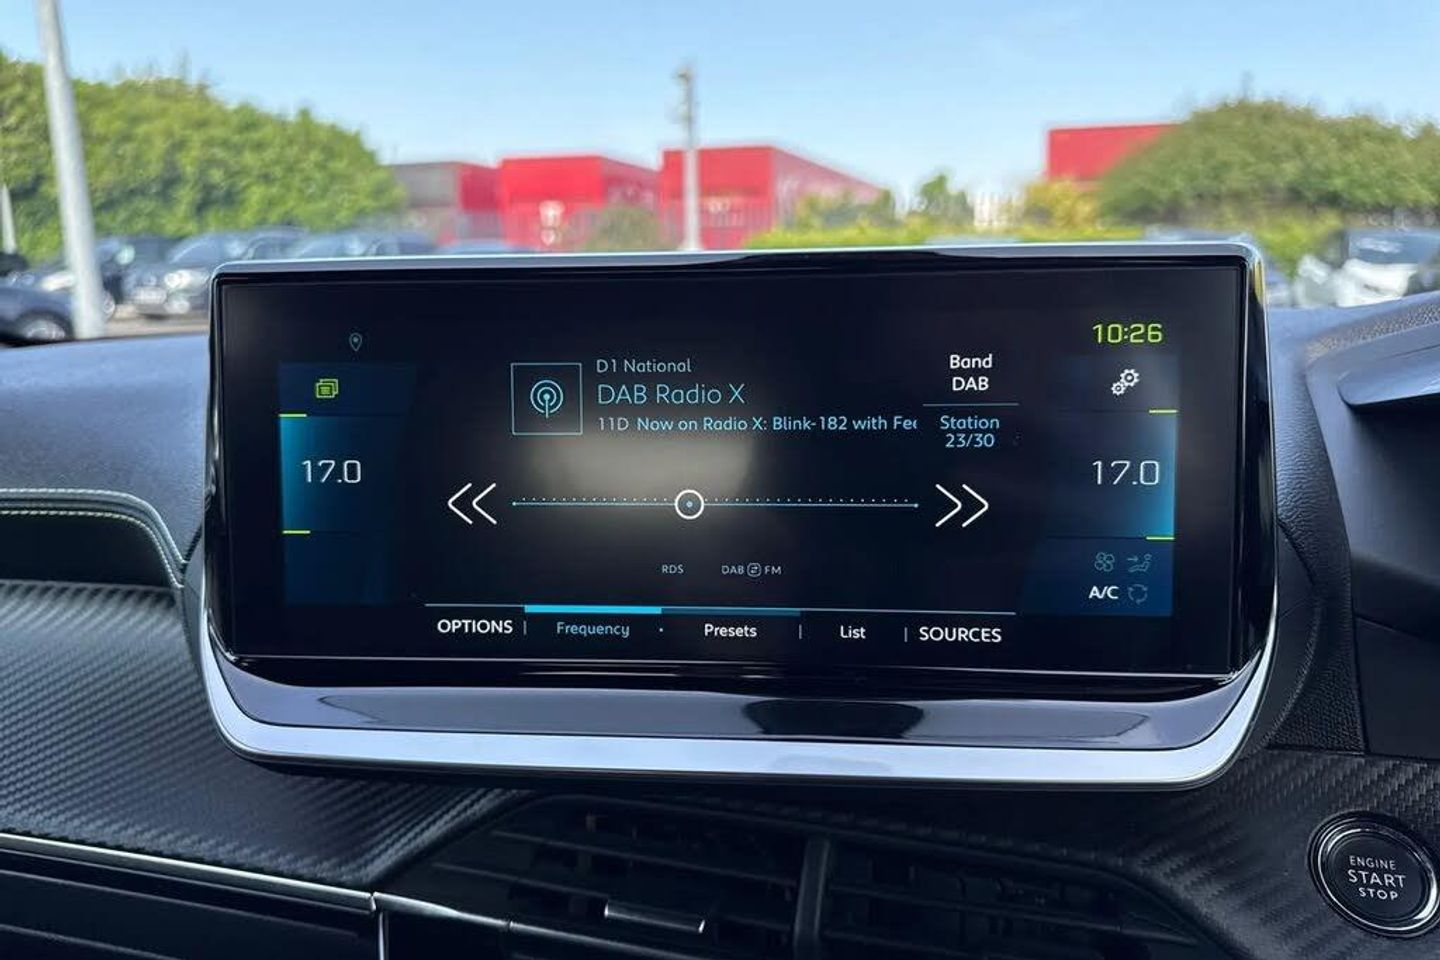 10:26
D1 National
DAB Radio X
11D Now on Radio X: Blink-182 with Fee
Band
DAB
Station
23/30
17.0
17.0
RDS
DAB FM
A/C
OPTIONS | Frequency · Presets | List | SOURCES
ENGINE
START
STOP